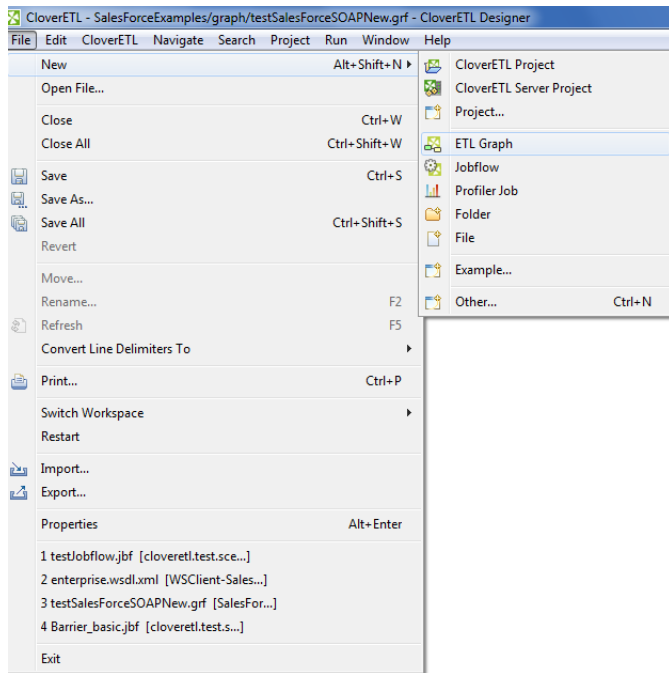 CloverETL - SalesForceExamples/graph/testSalesForceSOAPNew.grf - CloverETL Designer
File Edit CloverETL Navigate Search Project Run Window Help
New Alt+Shift+N
Open File...
Close Ctrl+W
Close All Ctrl+Shift+W
Save Ctrl+S
Save As...
Save All Ctrl+Shift+S
Revert
Move...
Rename... F2
Refresh F5
Convert Line Delimiters To
Print... Ctrl+P
Switch Workspace
Restart
Import...
Export...
Properties Alt+Enter
1 testJobflow.jbf [cloveretl.test.sce...]
2 enterprise.wsdl.xml [WSClient-Sales...]
3 testSalesForceSOAPNew.grf [SalesFor...]
4 Barrier_basic.jbf [cloveretl.test.s...]
Exit
CloverETL Project
CloverETL Server Project
Project...
ETL Graph
Jobflow
Profiler Job
Folder
File
Example...
Other... Ctrl+N